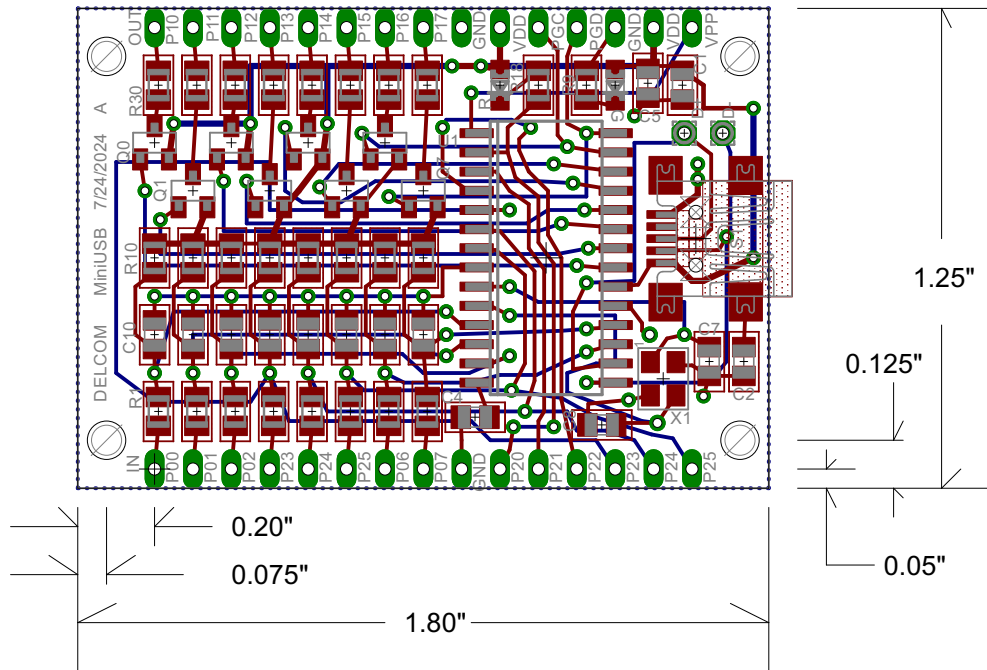 OUT P10 P11 P12 P13 P14 P15 P16 P17 GND VDD PGC PGD GND VDD VPP
R30
C5
C1
D-
Q0
Q1
A
7/24/2024
MiniUSB
DELCOM
R10
C10
R1
C4
C7
C2
X1
IN P00 P01 P02 P23 P24 P25 P06 P07 GND P20 P21 P22 P23 P24 P25
1.25"
0.125"
0.05"
0.20"
0.075"
1.80"